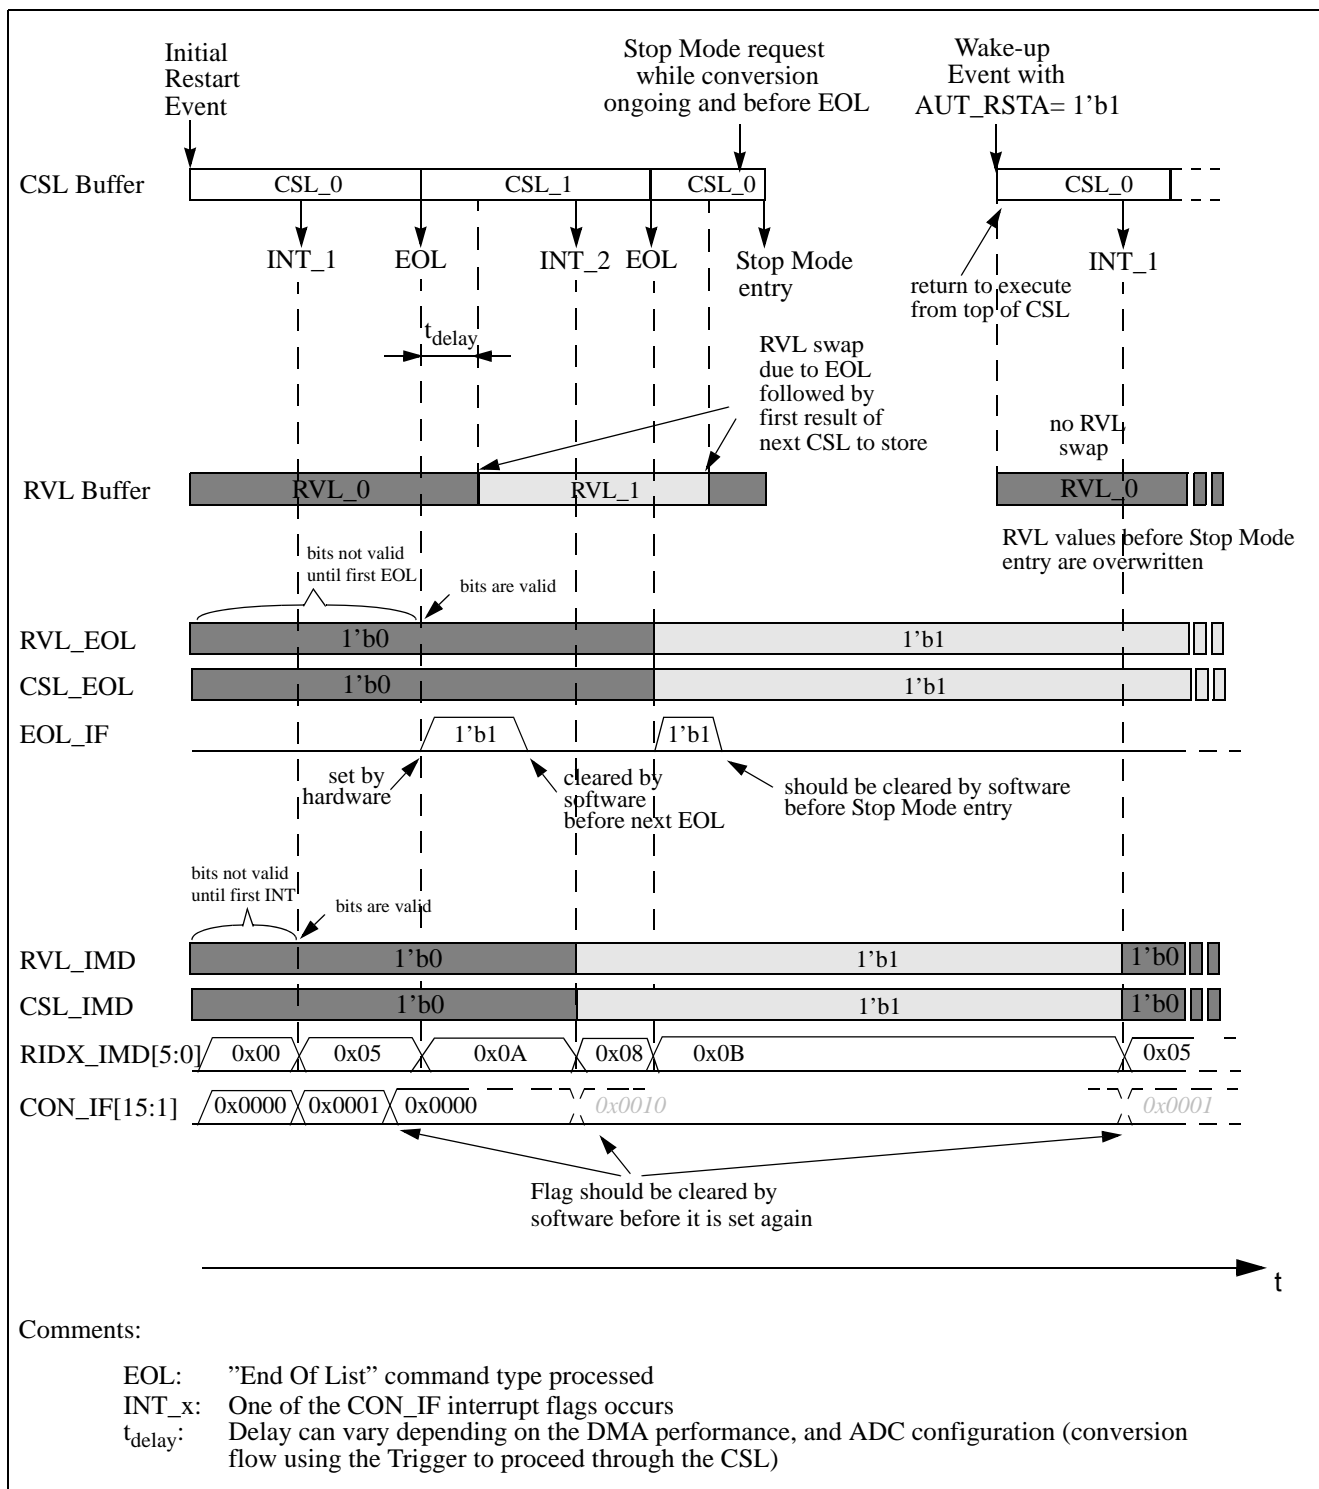 Initial
Restart
Event
Stop Mode request
while conversion
ongoing and before EOL
Wake-up
Event with
AUT_RSTA= 1’b1
CSL Buffer
CSL_0
CSL_1
CSL_0
CSL_0
INT_1
EOL
INT_2
EOL
Stop Mode
entry
INT_1
return to execute
from top of CSL
tdelay
RVL swap
due to EOL
followed by
first result of
next CSL to store
no RVL
swap
RVL Buffer
RVL_0
RVL_1
RVL_0
RVL values before Stop Mode
entry are overwritten
bits not valid
until first EOL
bits are valid
RVL_EOL
1’b0
1’b1
CSL_EOL
1’b0
1’b1
EOL_IF
1’b1
1’b1
set by
hardware
cleared by
software
before next EOL
should be cleared by software
before Stop Mode entry
bits not valid
until first INT
bits are valid
RVL_IMD
1’b0
1’b1
1’b0
CSL_IMD
1’b0
1’b1
1’b0
RIDX_IMD[5:0]
0x00
0x05
0x0A
0x08
0x0B
0x05
CON_IF[15:1]
0x0000
0x0001
0x0000
0x0010
0x0001
Flag should be cleared by
software before it is set again
t
Comments:
EOL: ”End Of List” command type processed
INT_x: One of the CON_IF interrupt flags occurs
tdelay: Delay can vary depending on the DMA performance, and ADC configuration (conversion
flow using the Trigger to proceed through the CSL)